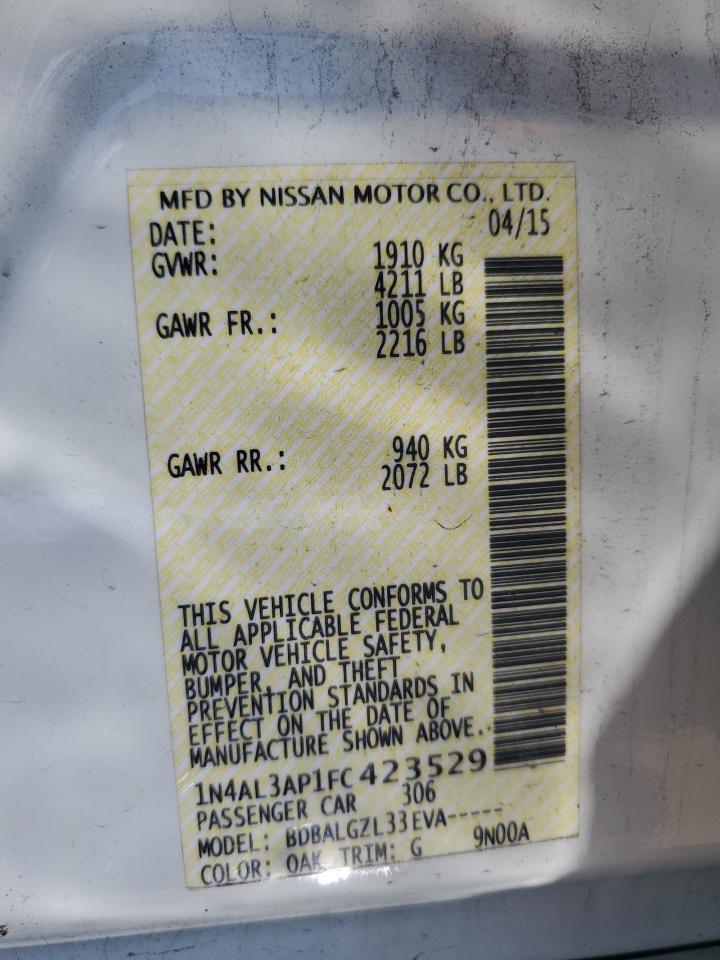 MFD BY NISSAN MOTOR CO., LTD.
DATE: 04/15
GVWR: 1910 KG
4211 LB
GAWR FR.: 1005 KG
2216 LB
GAWR RR.: 940 KG
2072 LB
THIS VEHICLE CONFORMS TO
ALL APPLICABLE FEDERAL
MOTOR VEHICLE SAFETY,
BUMPER, AND THEFT
PREVENTION STANDARDS IN
EFFECT ON THE DATE OF
MANUFACTURE SHOWN ABOVE.
1N4AL3AP1FC423529
PASSENGER CAR 306
MODEL: BDBALGZL33EVA-----
COLOR: QAK TRIM: G 9N00A